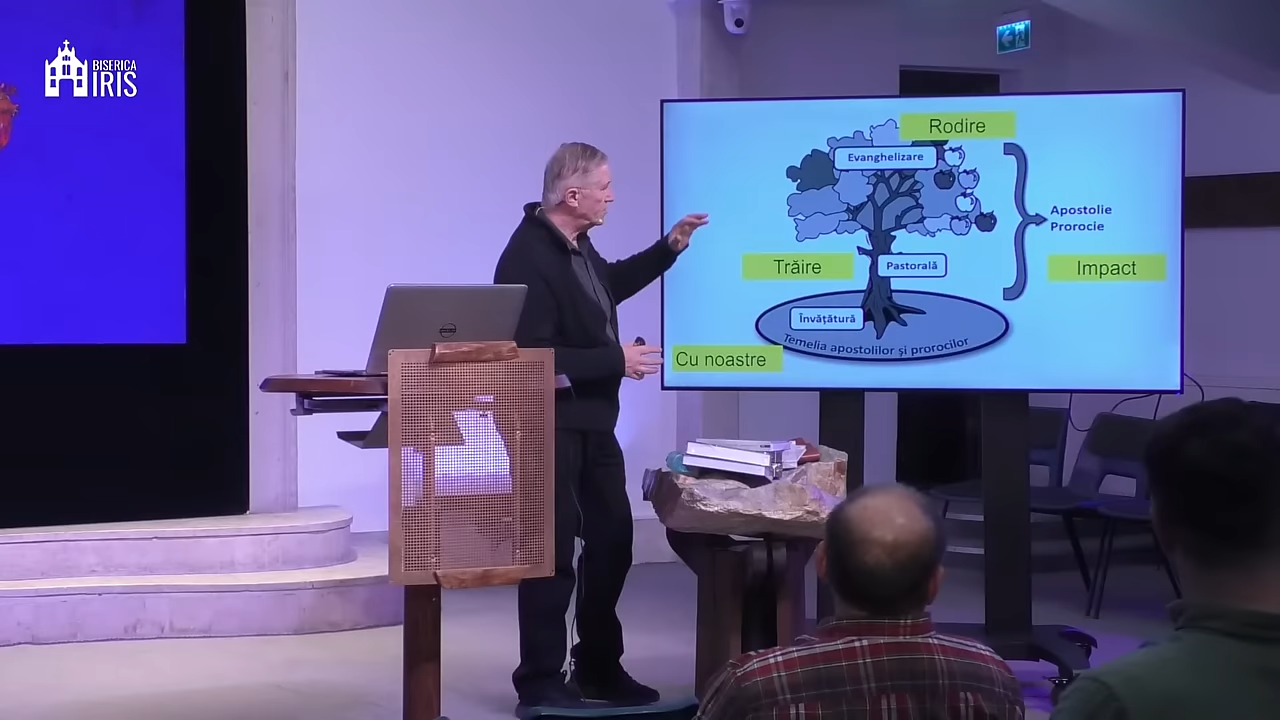 BISERICA
IRIS
Rodire
Evanghelizare
Apostolie
Prorocie
Trăire
Pastorală
Impact
Învățătură
Temelia apostolilor și prorocilor
Cu noastre